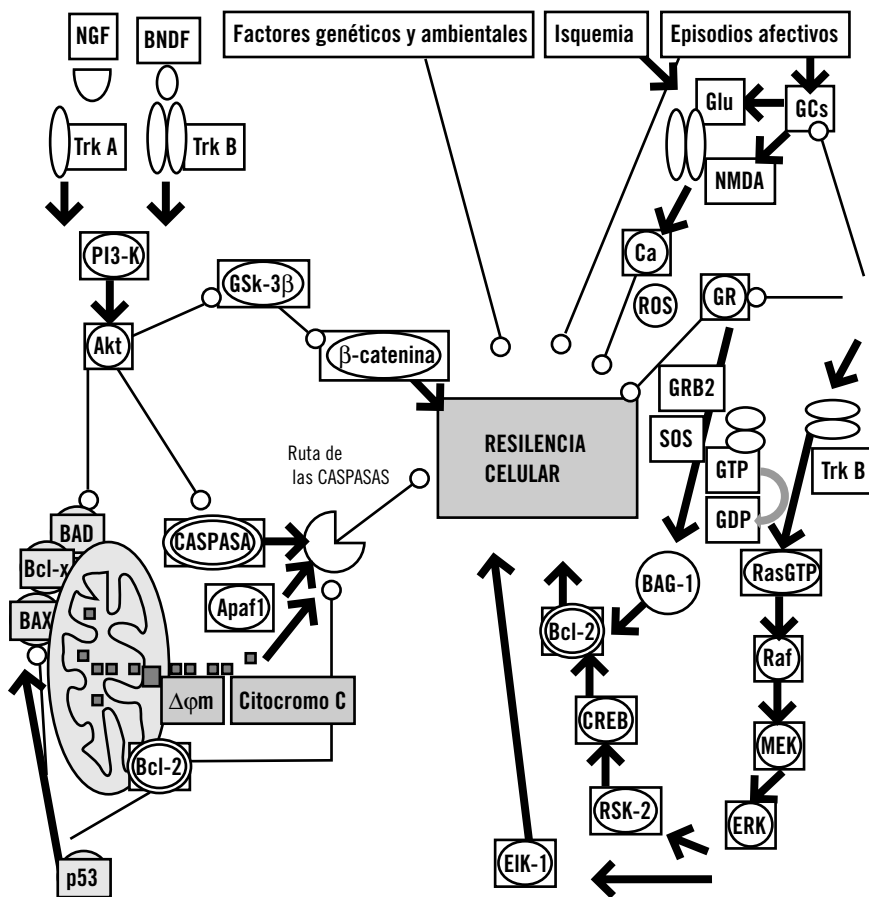 NGF
BNDF
Factores genéticos y ambientales
Isquemia
Episodios afectivos
Trk A
Trk B
Glu
GCs
NMDA
PI3-K
GSk-3β
Ca
ROS
GR
Akt
β-catenina
GRB2
SOS
GTP
GDP
Trk B
RESILENCIA
CELULAR
Ruta de
las CASPASAS
BAD
Bcl-x
BAX
CASPASA
Apaf1
BAG-1
RasGTP
Bcl-2
Raf
Δφm
Citocromo C
CREB
MEK
Bcl-2
RSK-2
ERK
p53
EIK-1